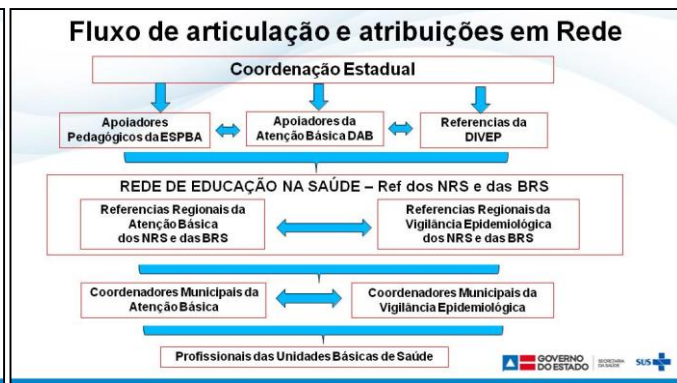 Fluxo de articulação e atribuições em Rede
Coordenação Estadual
Apoiadores
Pedagógicos da ESPBA
Apoiadores da
Atenção Básica DAB
Referencias da
DIVEP
REDE DE EDUCAÇÃO NA SAÚDE – Ref dos NRS e das BRS
Referencias Regionais da
Atenção Básica
dos NRS e das BRS
Referencias Regionais da
Vigilância Epidemiológica
dos NRS e das BRS
Coordenadores Municipais da
Atenção Básica
Coordenadores Municipais da
Vigilância Epidemiológica
Profissionais das Unidades Básicas de Saúde
GOVERNO
DO ESTADO
SECRETARIA
DA SAÚDE
SUS